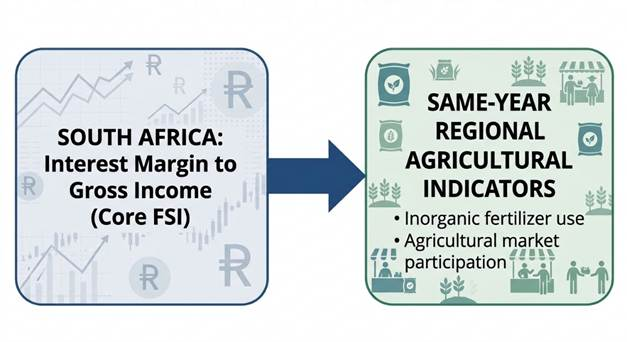 SOUTH AFRICA:
Interest Margin to
Gross Income
(Core FSI)
SAME-YEAR
REGIONAL
AGRICULTURAL
INDICATORS
• Inorganic fertilizer use
• Agricultural market
participation